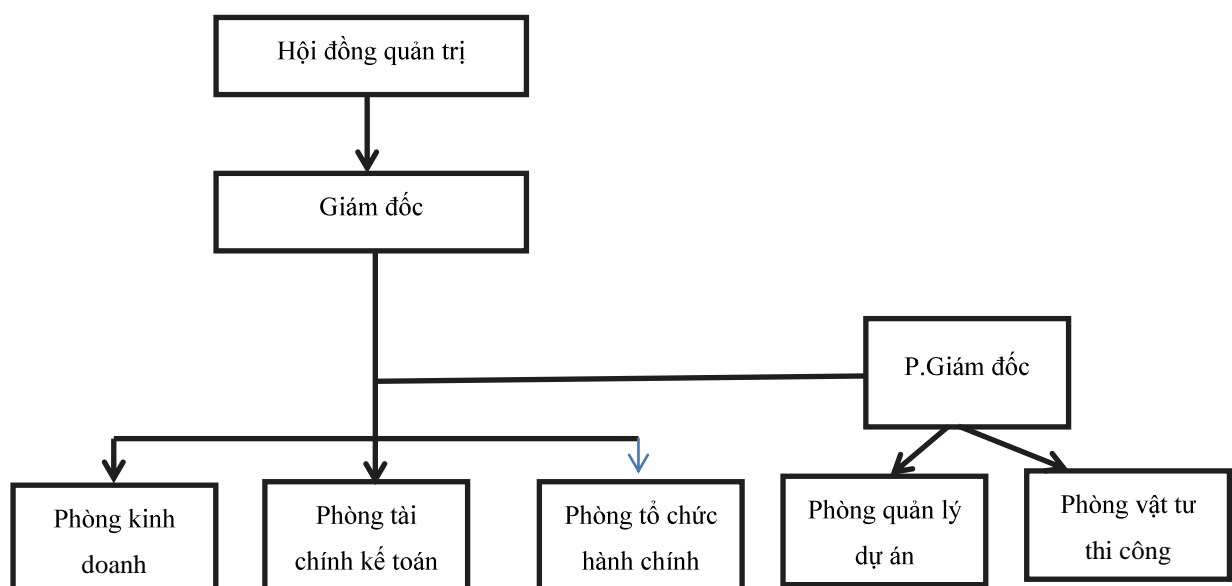 Hội đồng quản trị
Giám đốc
P.Giám đốc
Phòng kinh
doanh
Phòng tài
chính kế toán
Phòng tổ chức
hành chính
Phòng quản lý
dự án
Phòng vật tư
thi công